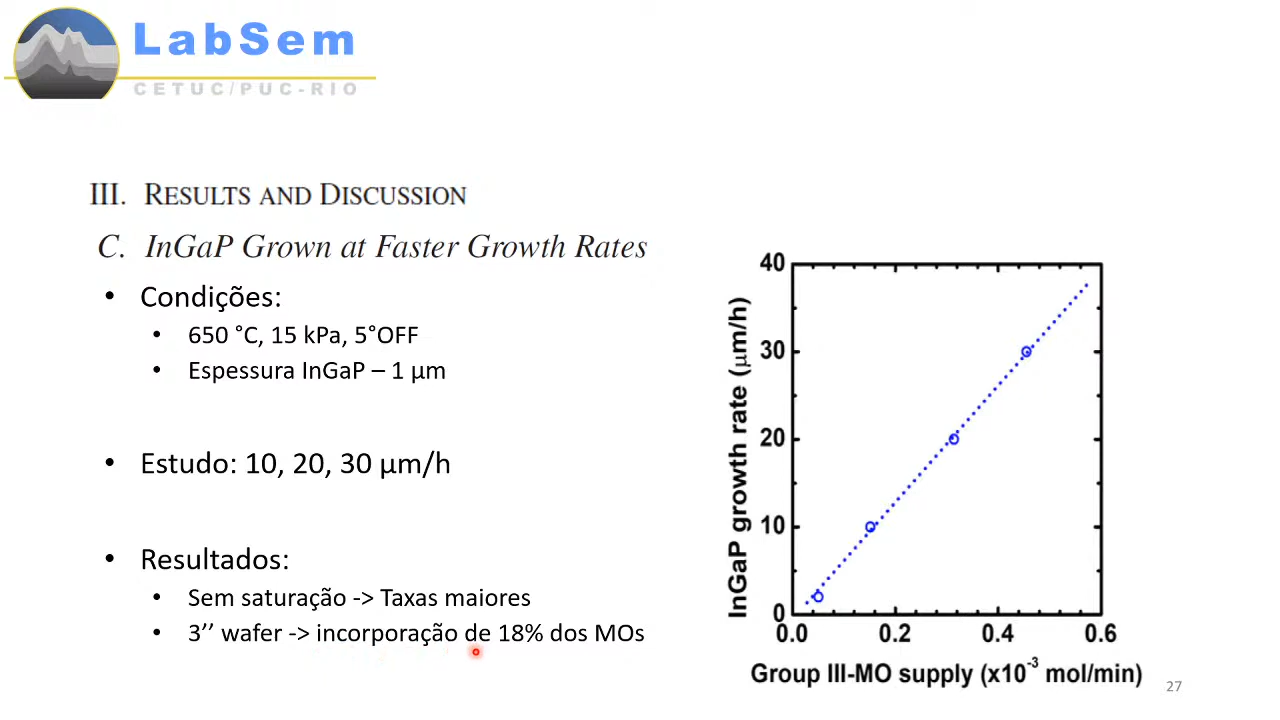 LabSem
CETUC/PUC-RIO
III. RESULTS AND DISCUSSION
C. InGaP Grown at Faster Growth Rates
• Condições:
• 650 °C, 15 kPa, 5°OFF
• Espessura InGaP – 1 µm
• Estudo: 10, 20, 30 µm/h
• Resultados:
• Sem saturação -> Taxas maiores
• 3’’ wafer -> incorporação de 18% dos MOs
InGaP growth rate (µm/h)
40
30
20
10
0
0.0 0.2 0.4 0.6
Group III-MO supply (x10⁻³ mol/min)
27